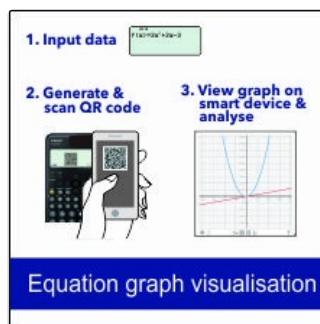 1. Input data
2. Generate &
scan QR code
3. View graph on
smart device &
analyse
Equation graph visualisation